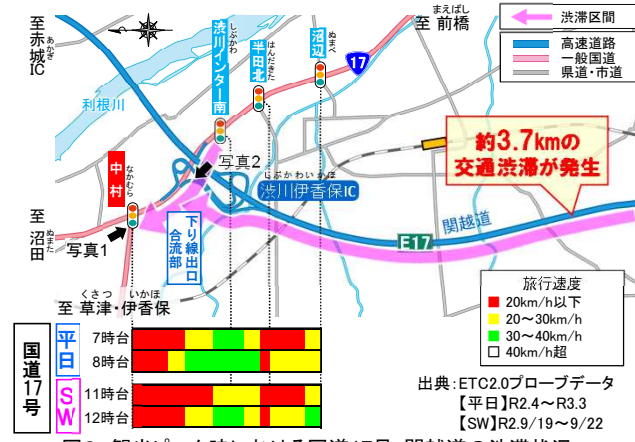 至 赤城IC
あかぎ
至 前橋
まえばし
渋滞区間
高速道路
一般国道
県道・市道
利根川
渋川インター南
しぶかわ
半田北
はんだきた
沼辺
ぬまべ
17
約3.7kmの
交通渋滞が発生
中村
なかむら
写真2
しぶかわいかほ
渋川伊香保IC
下り線出口
合流部
至 沼田
ぬまた
写真1
関越道
E17
くさつ いかほ
至 草津・伊香保
旅行速度
20km/h以下
20～30km/h
30～40km/h
40km/h超
国道17号
平日
7時台
8時台
SW
11時台
12時台
出典:ETC2.0プローブデータ
【平日】R2.4～R3.3
【SW】R2.9/19～9/22